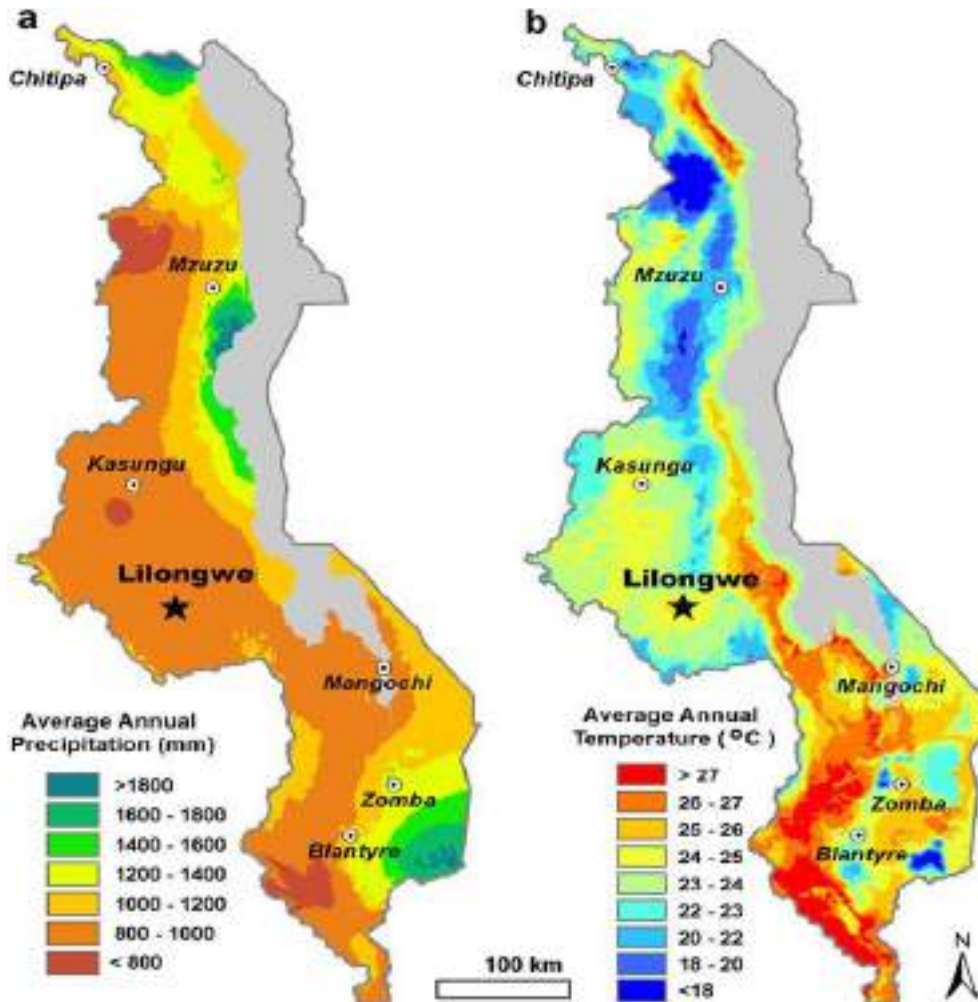 a
Chitipa
Mzuzu
Kasungu
Lilongwe
Mangochi
Zomba
Blantyre
Average Annual
Precipitation (mm)
>1800
1600 - 1800
1400 - 1600
1200 - 1400
1000 - 1200
800 - 1000
< 800
100 km
b
Chitipa
Mzuzu
Kasungu
Lilongwe
Mangochi
Zomba
Blantyre
Average Annual
Temperature (°C)
> 27
26 - 27
25 - 26
24 - 25
23 - 24
22 - 23
20 - 22
18 - 20
<18
N